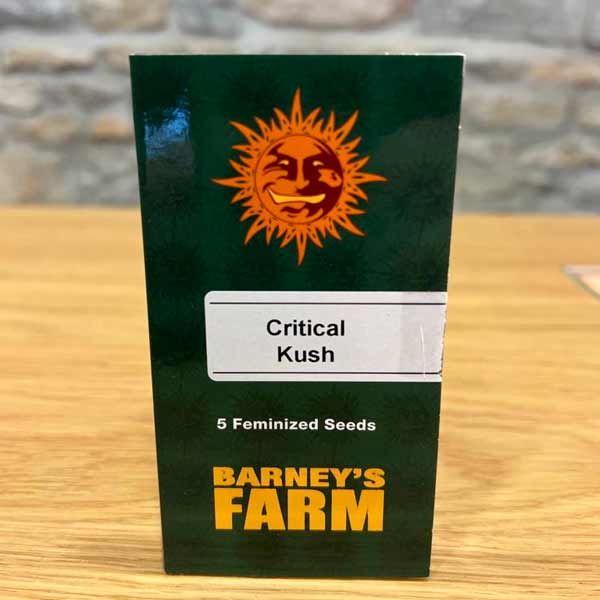 Critical
Kush
5 Feminized Seeds
BARNEY'S
FARM